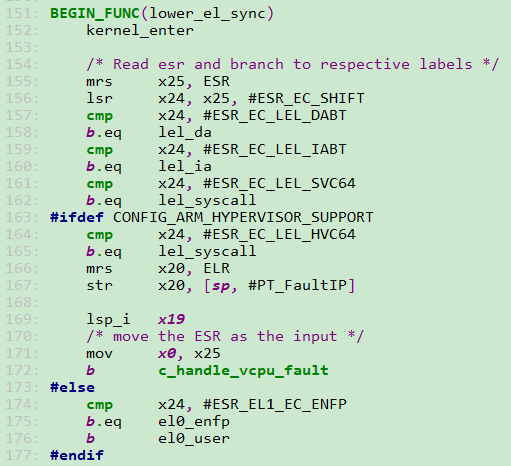 151: BEGIN_FUNC(lower_el_sync)
152:     kernel_enter
153:
154:     /* Read esr and branch to respective labels */
155:     mrs     x25, ESR
156:     lsr     x24, x25, #ESR_EC_SHIFT
157:     cmp     x24, #ESR_EC_LEL_DABT
158:     b.eq    lel_da
159:     cmp     x24, #ESR_EC_LEL_IABT
160:     b.eq    lel_ia
161:     cmp     x24, #ESR_EC_LEL_SVC64
162:     b.eq    lel_syscall
163: #ifdef CONFIG_ARM_HYPERVISOR_SUPPORT
164:     cmp     x24, #ESR_EC_LEL_HVC64
165:     b.eq    lel_syscall
166:     mrs     x20, ELR
167:     str     x20, [sp, #PT_FaultIP]
168:
169:     lsp_i   x19
170:     /* move the ESR as the input */
171:     mov     x0, x25
172:     b       c_handle_vcpu_fault
173: #else
174:     cmp     x24, #ESR_EL1_EC_ENFP
175:     b.eq    el0_enfp
176:     b       el0_user
177: #endif